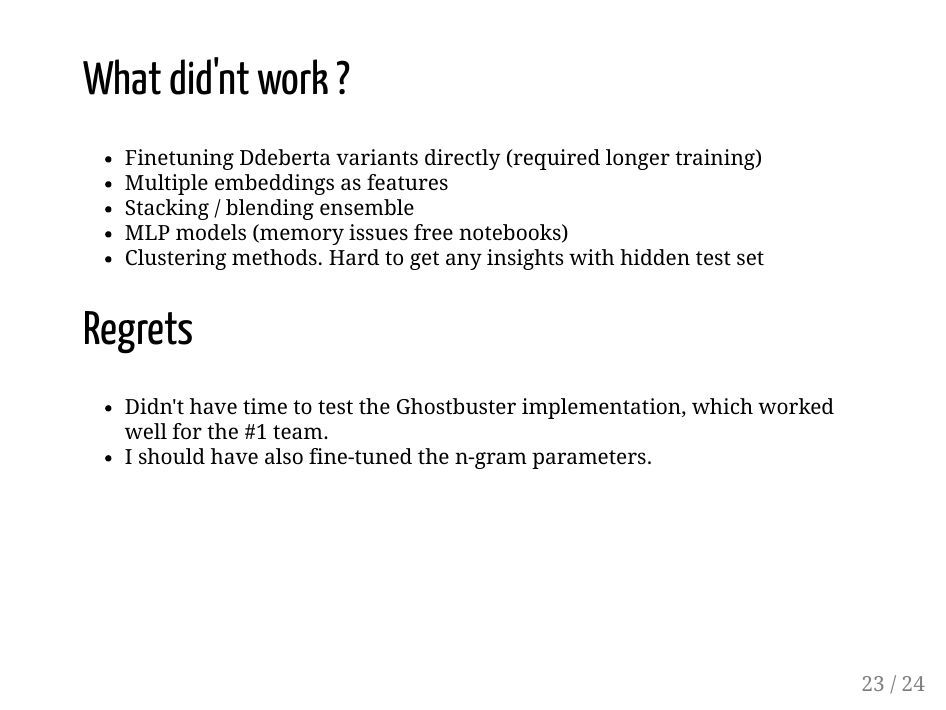 What did'nt work ?
• Finetuning Ddeberta variants directly (required longer training)
• Multiple embeddings as features
• Stacking / blending ensemble
• MLP models (memory issues free notebooks)
• Clustering methods. Hard to get any insights with hidden test set
Regrets
• Didn't have time to test the Ghostbuster implementation, which worked
well for the #1 team.
• I should have also fine-tuned the n-gram parameters.
23 / 24